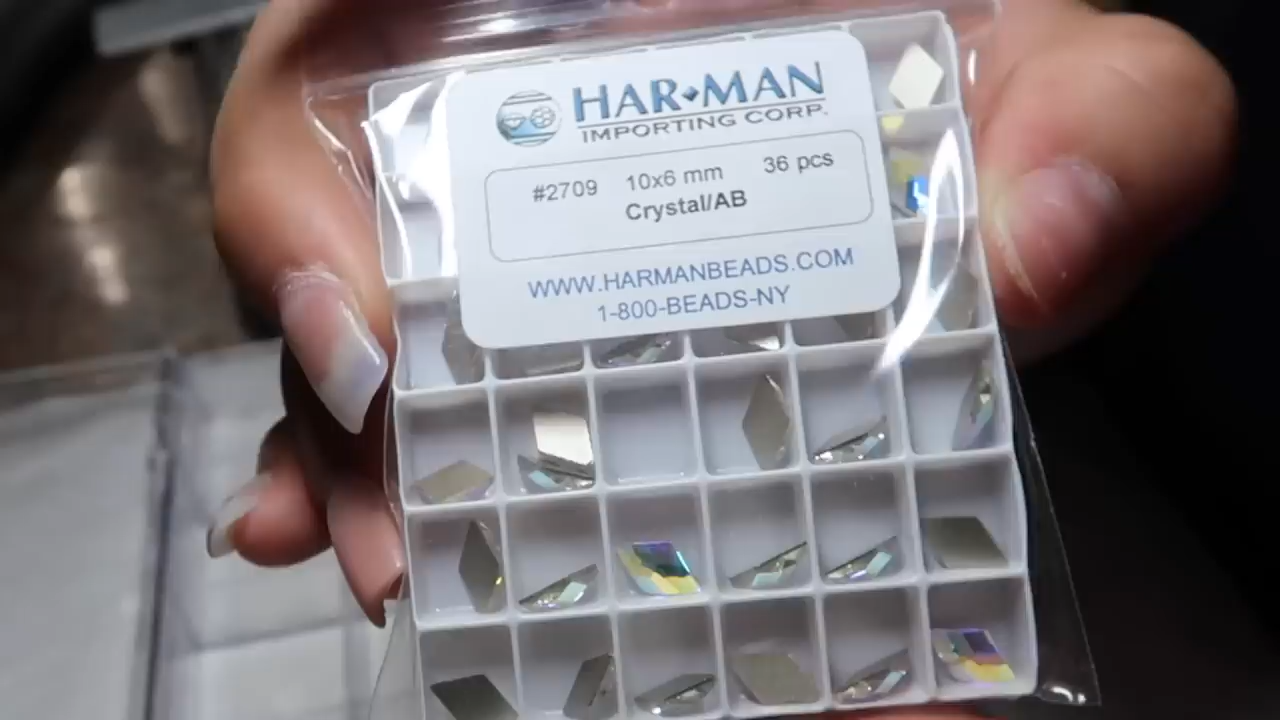 HAR◆MAN
IMPORTING CORP.
#2709 10x6 mm 36 pcs
Crystal/AB
WWW.HARMANBEADS.COM
1-800-BEADS-NY